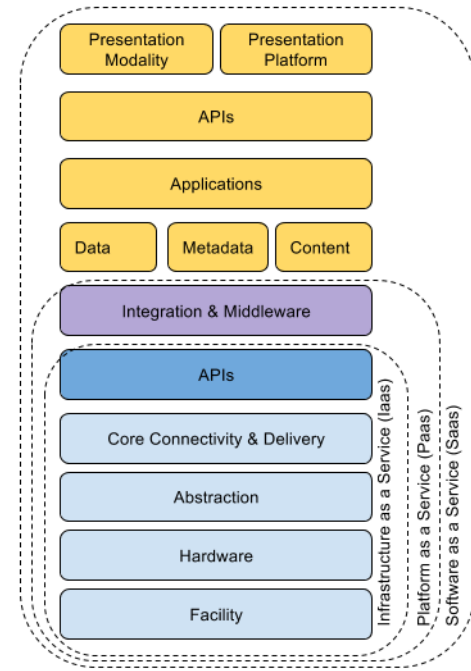 Presentation
Modality
Presentation
Platform
APIs
Applications
Data
Metadata
Content
Integration & Middleware
APIs
Core Connectivity & Delivery
Abstraction
Hardware
Facility
Infrastructure as a Service (Iaas)
Platform as a Service (Paas)
Software as a Service (Saas)